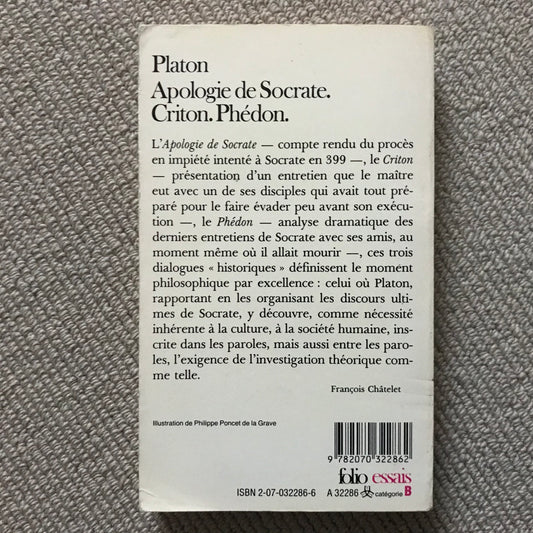 Platon
Apologie de Socrate.
Criton. Phédon.
L'Apologie de Socrate — compte rendu du procès
en impiété intenté à Socrate en 399 —, le Criton
— présentation d'un entretien que le maître
eut avec un de ses disciples qui avait tout pré-
paré pour le faire évader peu avant son exécu-
tion —, le Phédon — analyse dramatique des
derniers entretiens de Socrate avec ses amis, au
moment même où il allait mourir —, ces trois
dialogues « historiques » définissent le moment
philosophique par excellence : celui où Platon,
rapportant en les organisant les discours ulti-
mes de Socrate, y découvre, comme nécessité
inhérente à la culture, à la société humaine, ins-
crite dans les paroles, mais aussi entre les paro-
les, l'exigence de l'investigation théorique com-
me telle.
François Châtelet
Illustration de Philippe Poncet de la Grave
9 782070 322862
folio essais
ISBN 2-07-032286-6 A 32286 catégorie B